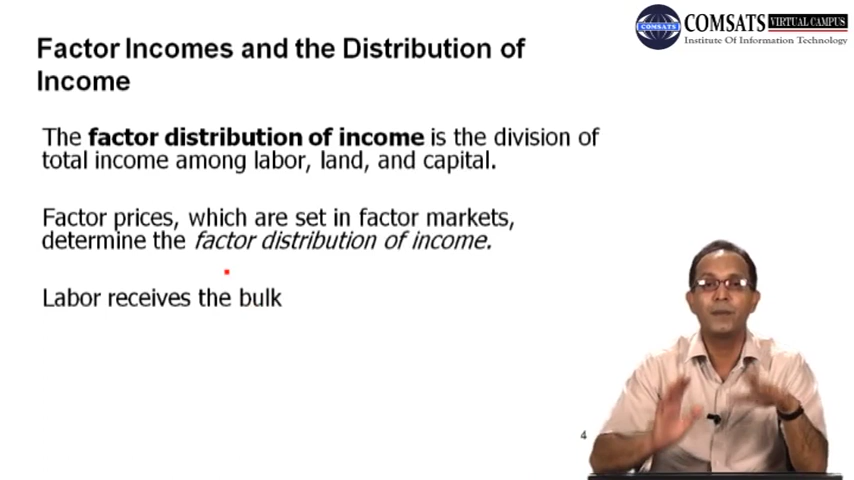 COMSATS VIRTUAL CAMPUS
COMSATS
Institute Of Information Technology
Factor Incomes and the Distribution of
Income
The factor distribution of income is the division of
total income among labor, land, and capital.
Factor prices, which are set in factor markets,
determine the factor distribution of income.
Labor receives the bulk
4